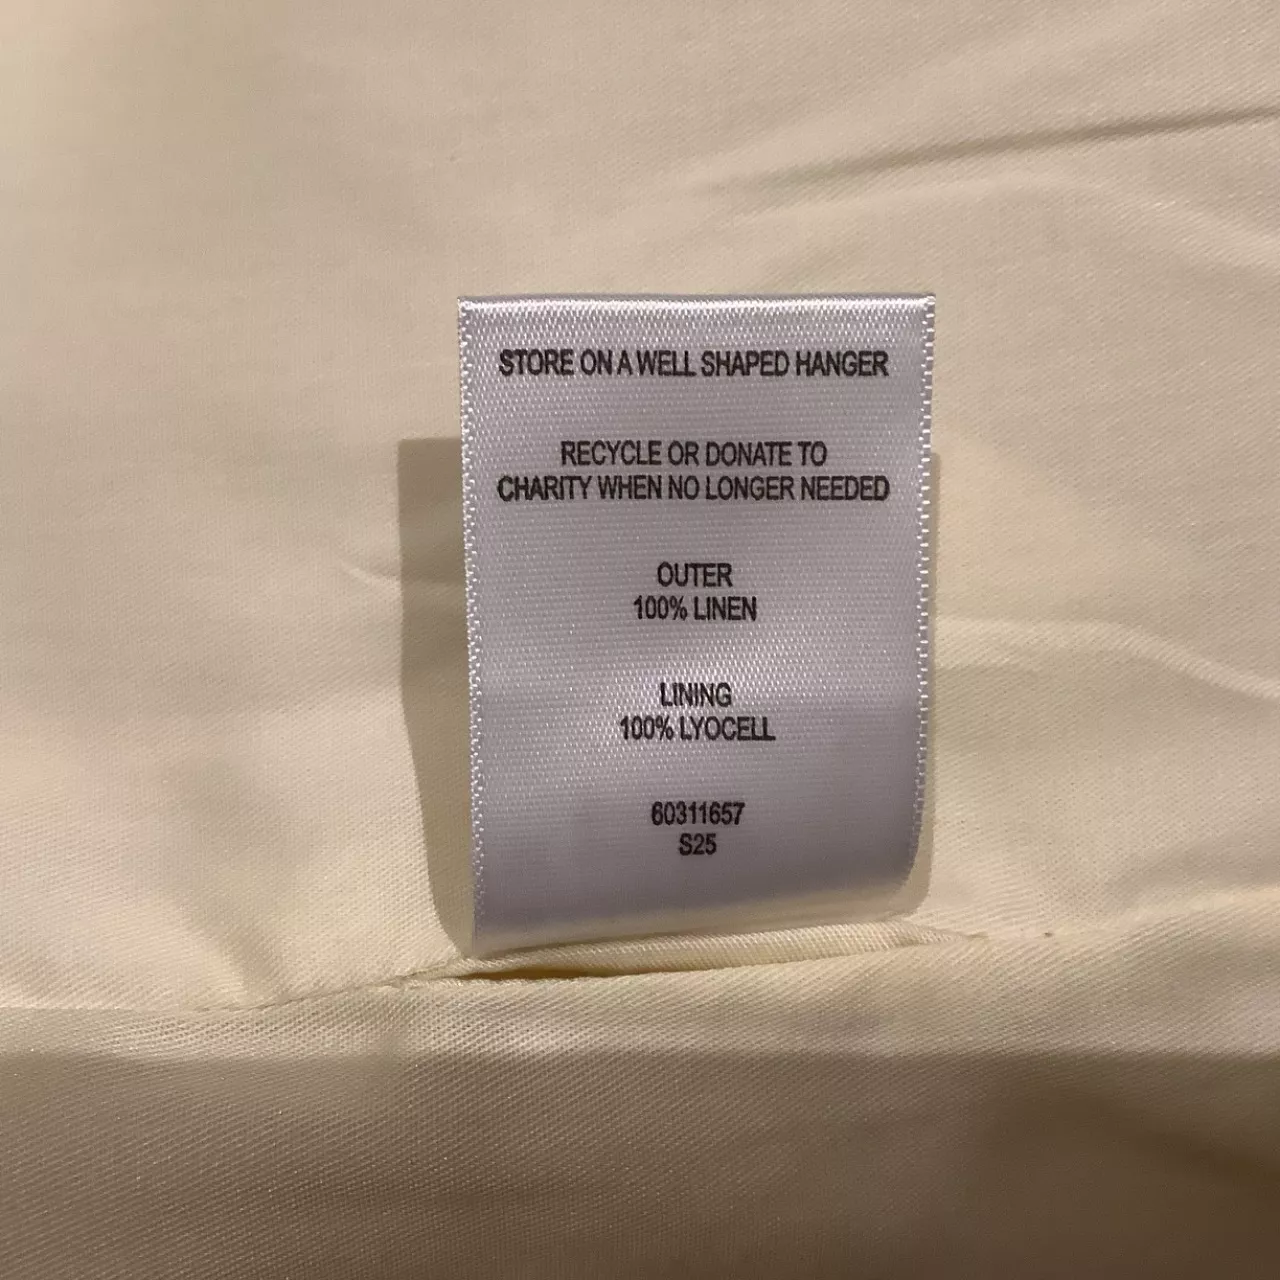 STORE ON A WELL SHAPED HANGER
RECYCLE OR DONATE TO
CHARITY WHEN NO LONGER NEEDED
OUTER
100% LINEN
LINING
100% LYOCELL
60311657
S25